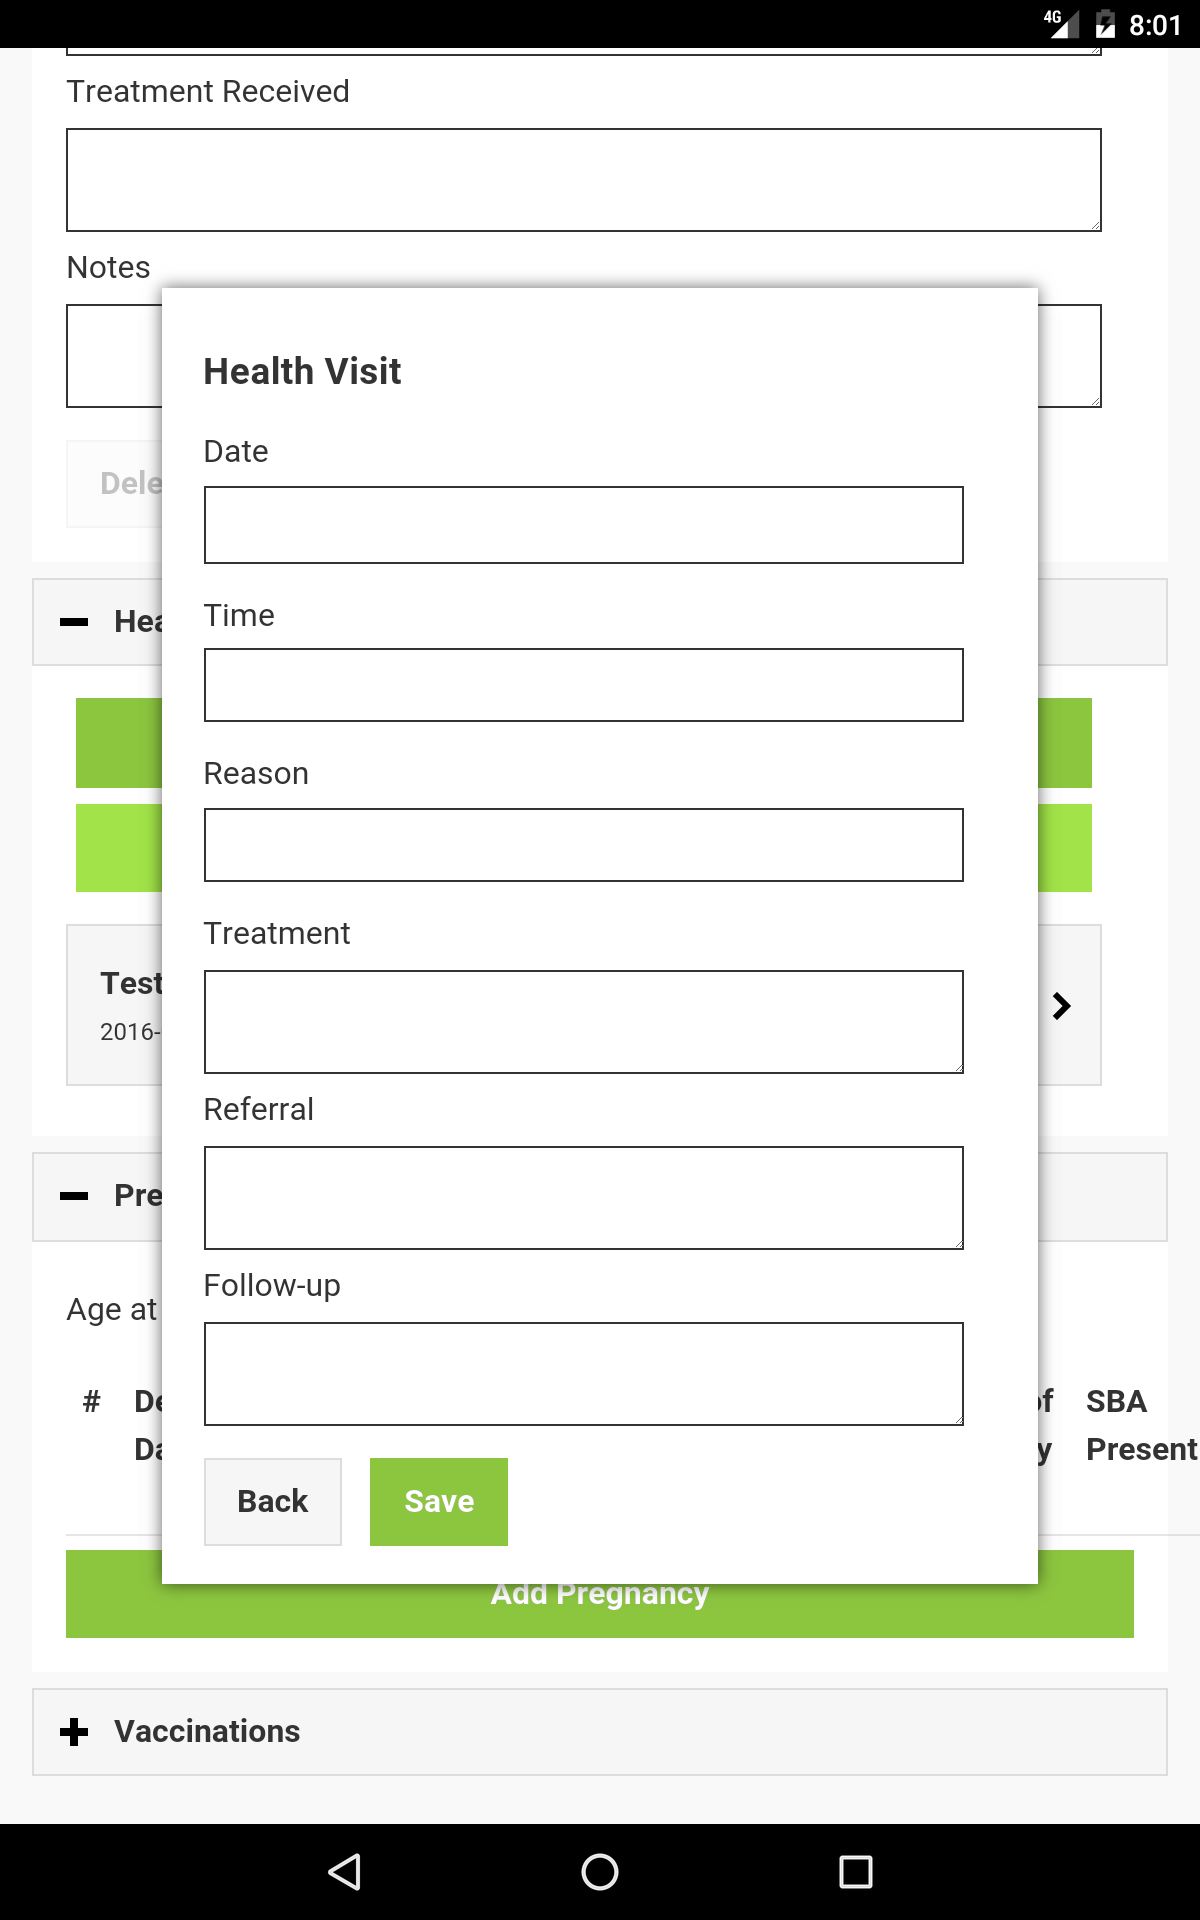 4G 8:01
Treatment Received
Notes
Health Visit
Date
Dele
Time
Hea
Reason
Treatment
Test
2016-
Referral
Pre
Follow-up
Age at
# De of SBA
Da y Present
Back Save
Add Pregnancy
Vaccinations